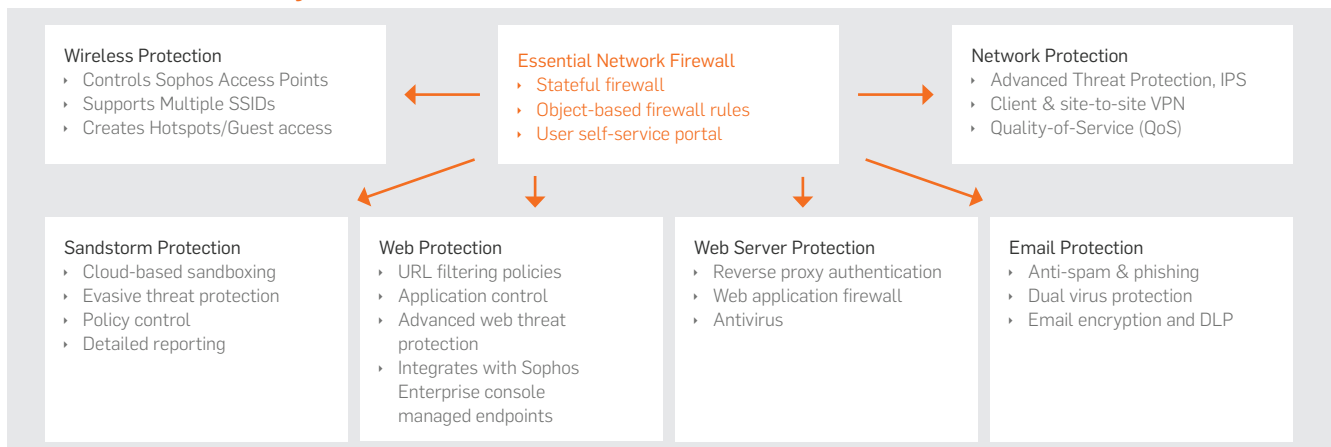 Wireless Protection
‣ Controls Sophos Access Points
‣ Supports Multiple SSIDs
‣ Creates Hotspots/Guest access
Essential Network Firewall
‣ Stateful firewall
‣ Object-based firewall rules
‣ User self-service portal
Network Protection
‣ Advanced Threat Protection, IPS
‣ Client & site-to-site VPN
‣ Quality-of-Service (QoS)
Sandstorm Protection
‣ Cloud-based sandboxing
‣ Evasive threat protection
‣ Policy control
‣ Detailed reporting
Web Protection
‣ URL filtering policies
‣ Application control
‣ Advanced web threat
protection
‣ Integrates with Sophos
Enterprise console
managed endpoints
Web Server Protection
‣ Reverse proxy authentication
‣ Web application firewall
‣ Antivirus
Email Protection
‣ Anti-spam & phishing
‣ Dual virus protection
‣ Email encryption and DLP